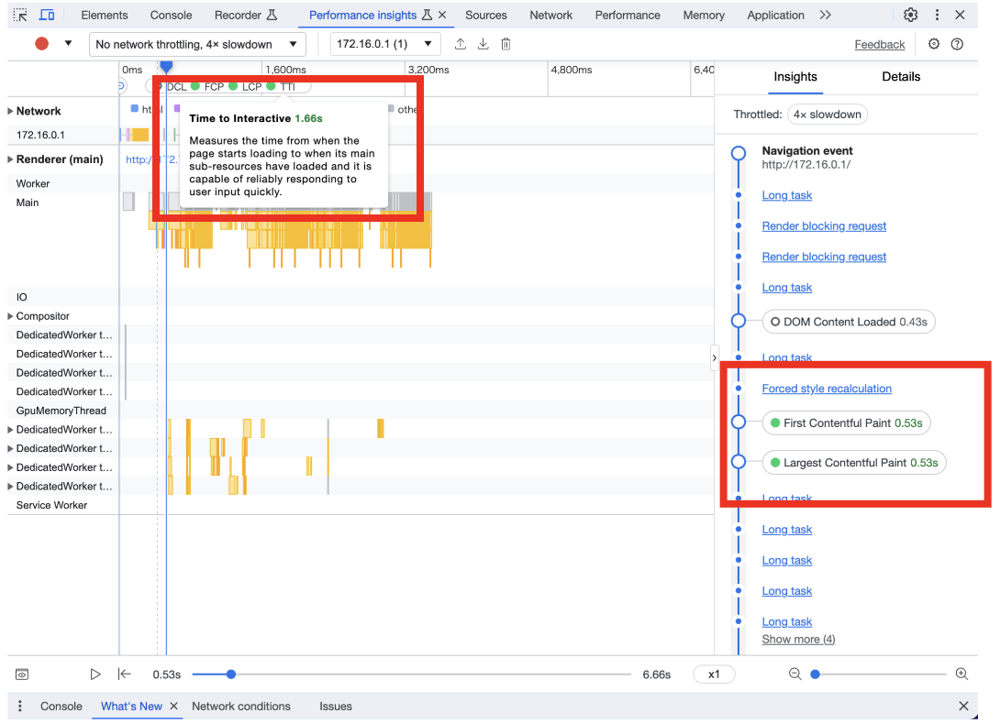 Elements Console Recorder Performance insights Sources Network Performance Memory Application
No network throttling, 4× slowdown 172.16.0.1 (1) Feedback
0ms 1,600ms 3,200ms 4,800ms 6,40
DCL FCP LCP TTI
Network
172.16.0.1
Renderer (main)
Worker
Main
IO
Compositor
DedicatedWorker t…
DedicatedWorker t…
DedicatedWorker t…
DedicatedWorker t…
GpuMemoryThread
DedicatedWorker t…
DedicatedWorker t…
DedicatedWorker t…
DedicatedWorker t…
Service Worker
Time to Interactive 1.66s
Measures the time from when the
page starts loading to when its main
sub-resources have loaded and it is
capable of reliably responding to
user input quickly.
Insights Details
Throttled: 4× slowdown
Navigation event
http://172.16.0.1/
Long task
Render blocking request
Render blocking request
Long task
DOM Content Loaded 0.43s
Long task
Forced style recalculation
First Contentful Paint 0.53s
Largest Contentful Paint 0.53s
Long task
Long task
Long task
Long task
Long task
Show more (4)
0.53s 6.66s x1
Console What's New Network conditions Issues